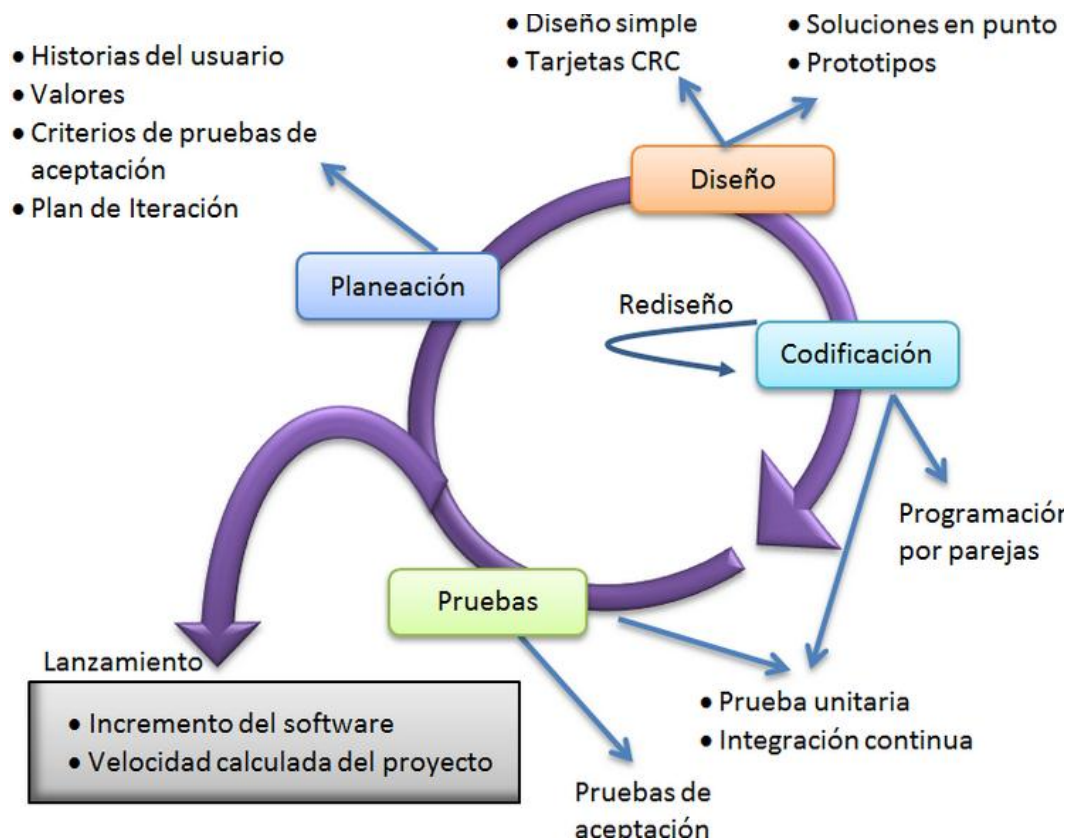 • Historias del usuario
• Valores
• Criterios de pruebas de
aceptación
• Plan de Iteración
• Diseño simple
• Tarjetas CRC
• Soluciones en punto
• Prototipos
Diseño
Planeación
Rediseño
Codificación
Programación
por parejas
Pruebas
Lanzamiento
• Incremento del software
• Velocidad calculada del proyecto
• Prueba unitaria
• Integración continua
Pruebas de
aceptación